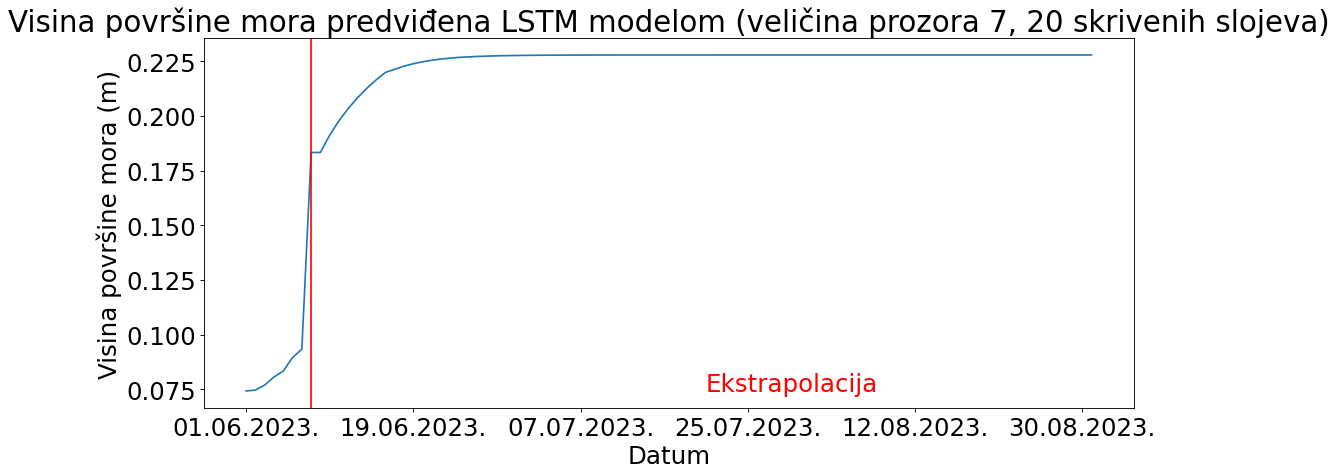 Visina površine mora predviđena LSTM modelom (veličina prozora 7, 20 skrivenih slojeva)
Visina površine mora (m)
0.225
0.200
0.175
0.150
0.125
0.100
0.075
Ekstrapolacija
01.06.2023. 19.06.2023. 07.07.2023. 25.07.2023. 12.08.2023. 30.08.2023.
Datum